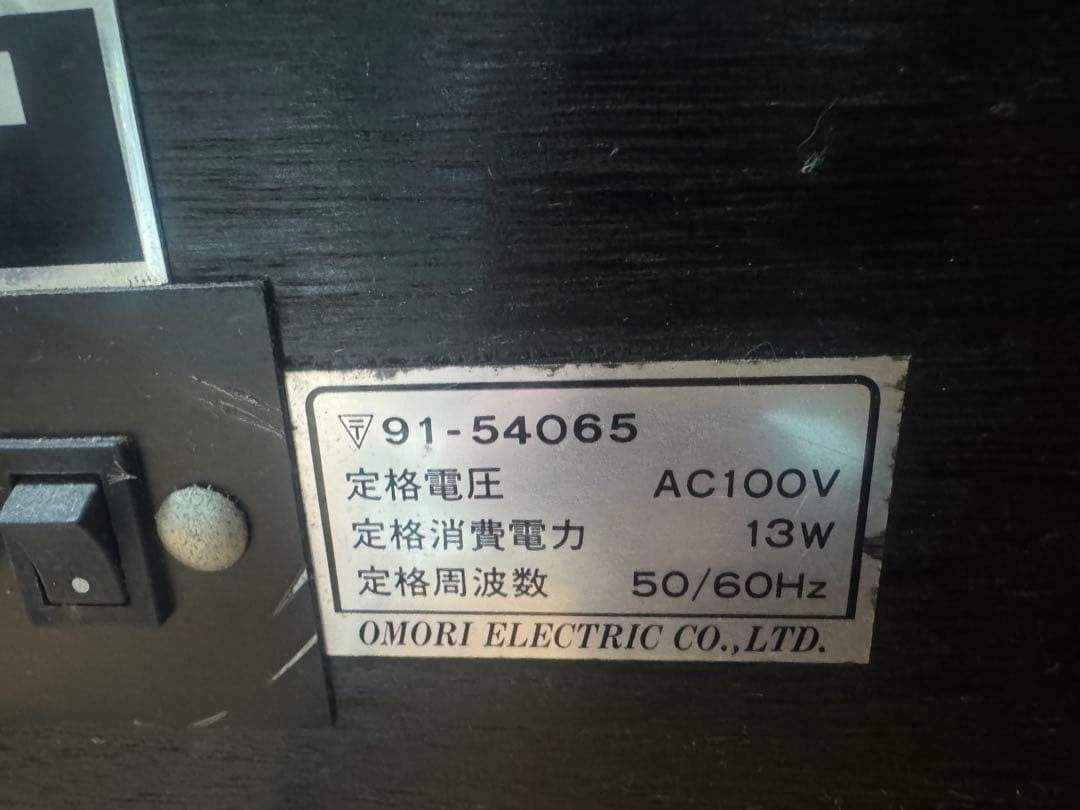 91-54065
定格電圧 AC100V
定格消費電力 13W
定格周波数 50/60Hz
OMORI ELECTRIC CO.,LTD.